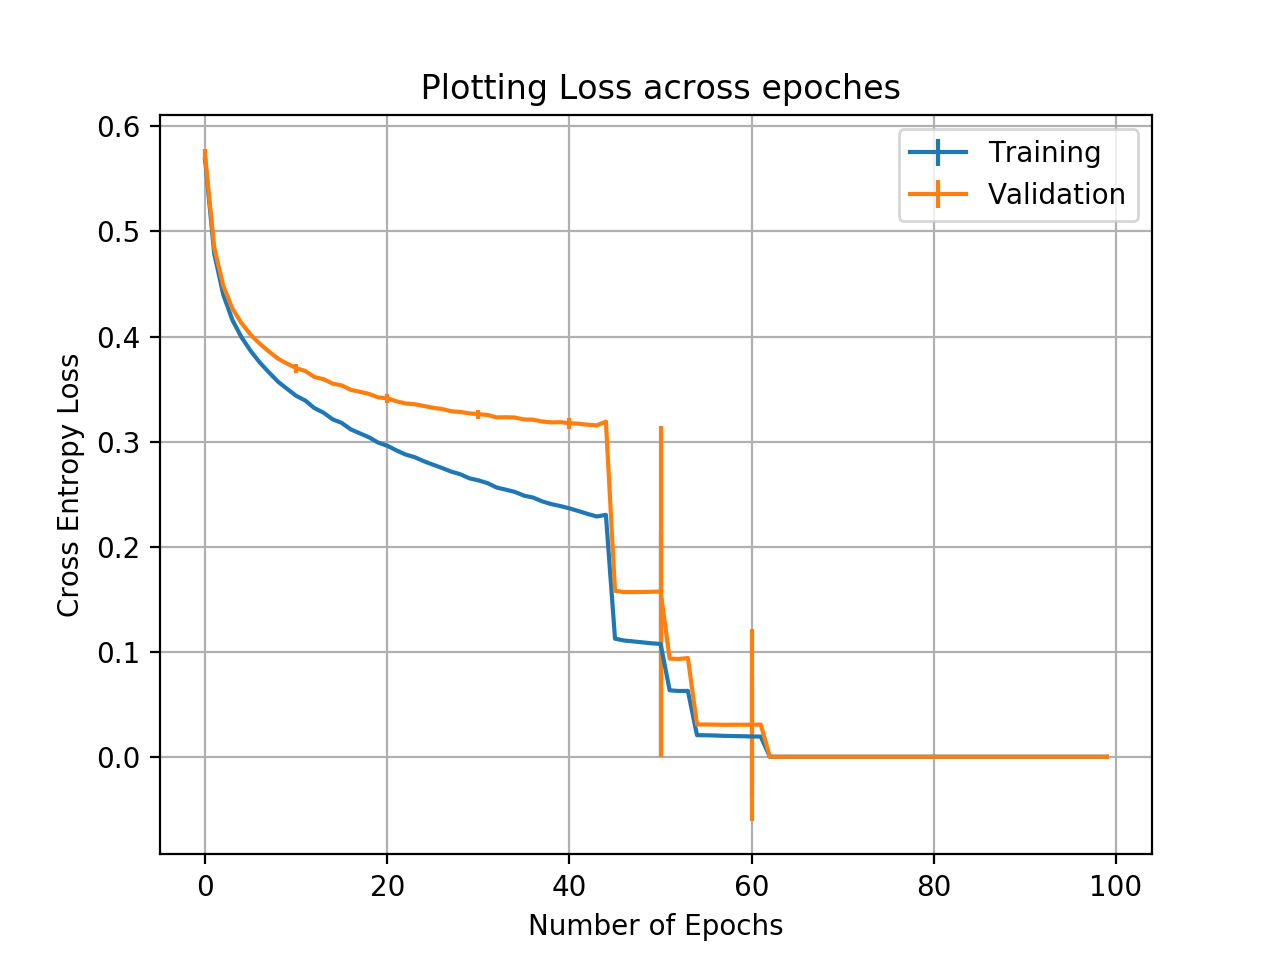 Plotting Loss across epoches
Training
Validation
0.6
0.5
0.4
0.3
0.2
0.1
0.0
Cross Entropy Loss
0 20 40 60 80 100
Number of Epochs